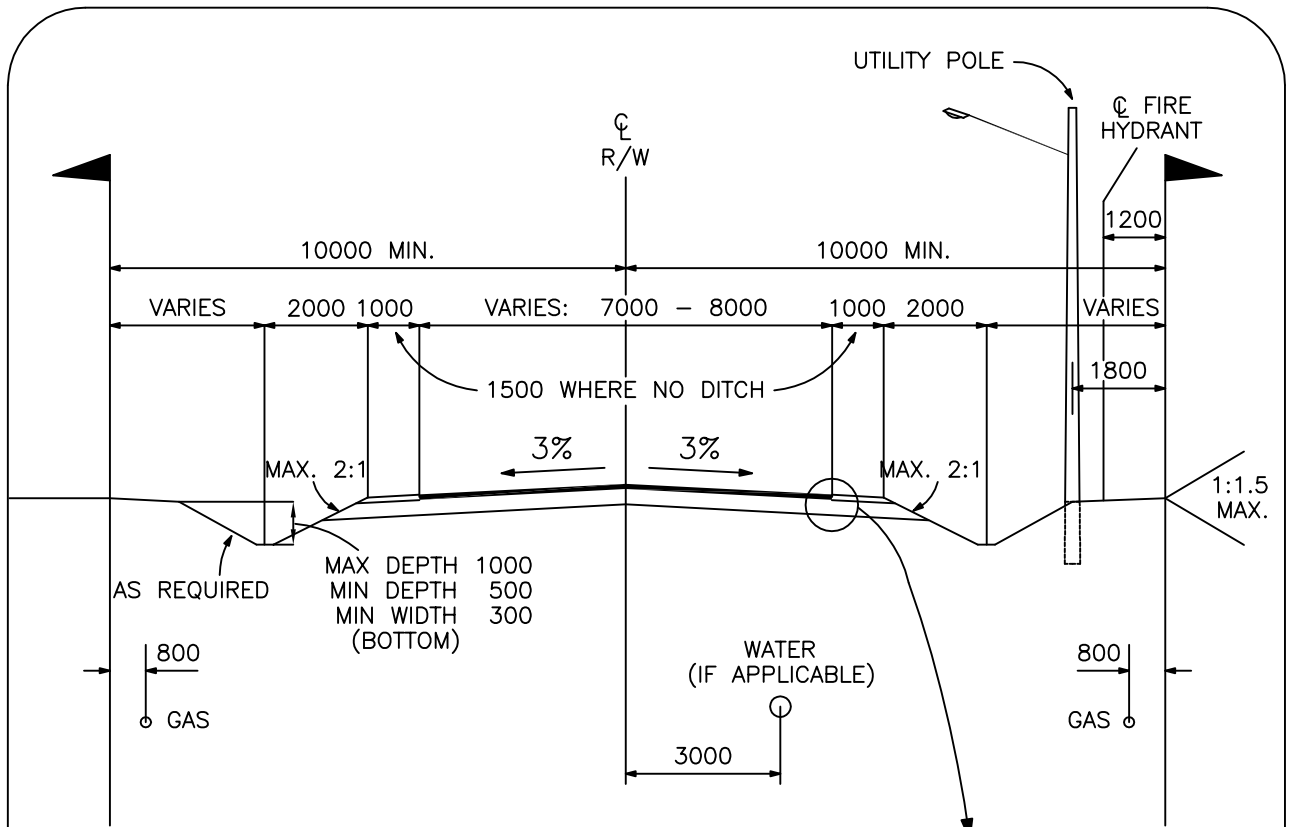 UTILITY POLE
℄ FIRE
HYDRANT
℄
R/W
1200
10000 MIN.
10000 MIN.
VARIES
2000
1000
VARIES: 7000 – 8000
1000
2000
VARIES
1800
1500 WHERE NO DITCH
3%
3%
MAX. 2:1
MAX. 2:1
1:1.5
MAX.
AS REQUIRED
MAX DEPTH 1000
MIN DEPTH 500
MIN WIDTH 300
(BOTTOM)
800
GAS
WATER
(IF APPLICABLE)
3000
800
GAS